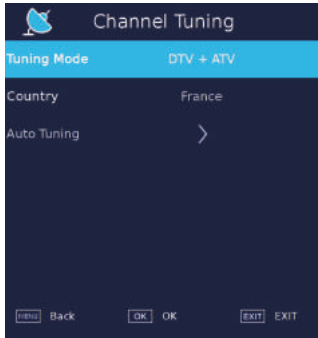 Channel Tuning
Tuning Mode DTV + ATV
Country France
Auto Tuning
MENU Back OK OK EXIT EXIT